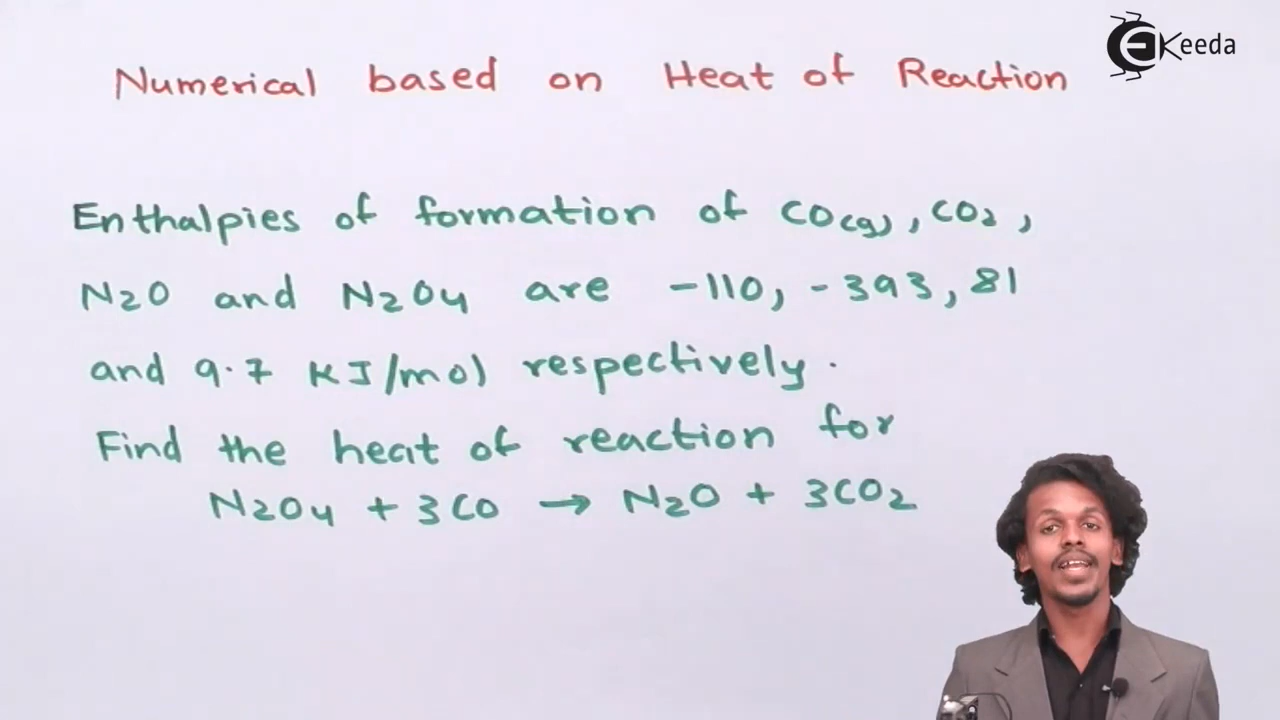 EKeeda
Numerical based on Heat of Reaction
Enthalpies of formation of CO(g), CO2,
N2O and N2O4 are -110, -393, 81
and 9.7 KJ/mol respectively.
Find the heat of reaction for
N2O4 + 3CO → N2O + 3CO2